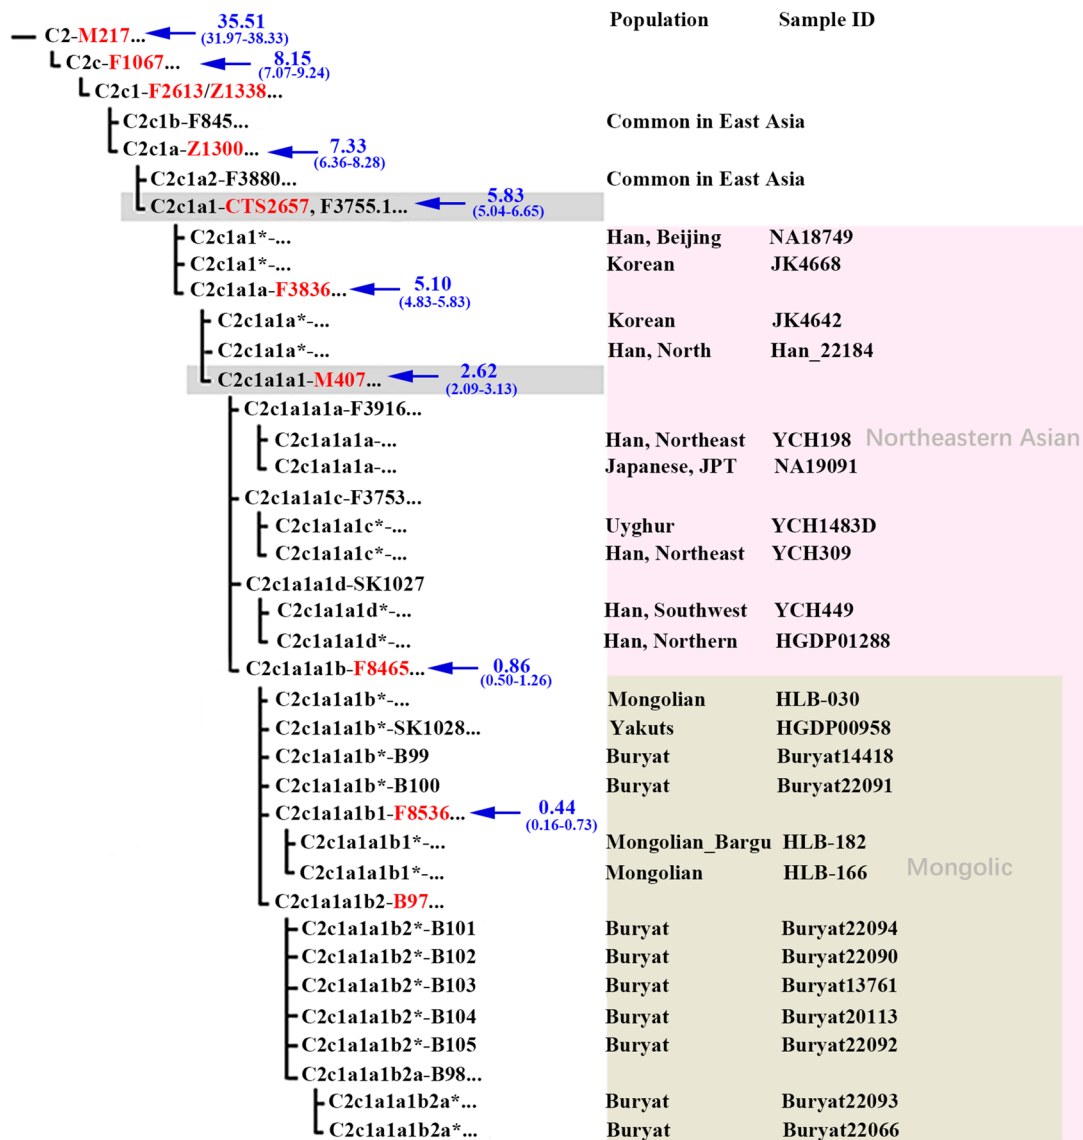 Population Sample ID
C2-M217... 35.51
(31.97-38.33)
C2c-F1067... 8.15
(7.07-9.24)
C2c1-F2613/Z1338...
C2c1b-F845... Common in East Asia
C2c1a-Z1300... 7.33
(6.36-8.28)
C2c1a2-F3880... Common in East Asia
C2c1a1-CTS2657, F3755.1... 5.83
(5.04-6.65)
C2c1a1*-... Han, Beijing NA18749
C2c1a1*-... Korean JK4668
C2c1a1a-F3836... 5.10
(4.83-5.83)
C2c1a1a*-... Korean JK4642
C2c1a1a*-... Han, North Han_22184
C2c1a1a1-M407... 2.62
(2.09-3.13)
C2c1a1a1a-F3916...
C2c1a1a1a-... Han, Northeast YCH198 Northeastern Asian
C2c1a1a1a-... Japanese, JPT NA19091
C2c1a1a1c-F3753...
C2c1a1a1c*-... Uyghur YCH1483D
C2c1a1a1c*-... Han, Northeast YCH309
C2c1a1a1d-SK1027
C2c1a1a1d*-... Han, Southwest YCH449
C2c1a1a1d*-... Han, Northern HGDP01288
C2c1a1a1b-F8465... 0.86
(0.50-1.26)
C2c1a1a1b*-... Mongolian HLB-030
C2c1a1a1b*-SK1028... Yakuts HGDP00958
C2c1a1a1b*-B99 Buryat Buryat14418
C2c1a1a1b*-B100 Buryat Buryat22091
C2c1a1a1b1-F8536... 0.44
(0.16-0.73)
C2c1a1a1b1*-... Mongolian_Bargu HLB-182
C2c1a1a1b1*-... Mongolian HLB-166 Mongolic
C2c1a1a1b2-B97...
C2c1a1a1b2*-B101 Buryat Buryat22094
C2c1a1a1b2*-B102 Buryat Buryat22090
C2c1a1a1b2*-B103 Buryat Buryat13761
C2c1a1a1b2*-B104 Buryat Buryat20113
C2c1a1a1b2*-B105 Buryat Buryat22092
C2c1a1a1b2a-B98...
C2c1a1a1b2a*... Buryat Buryat22093
C2c1a1a1b2a*... Buryat Buryat22066